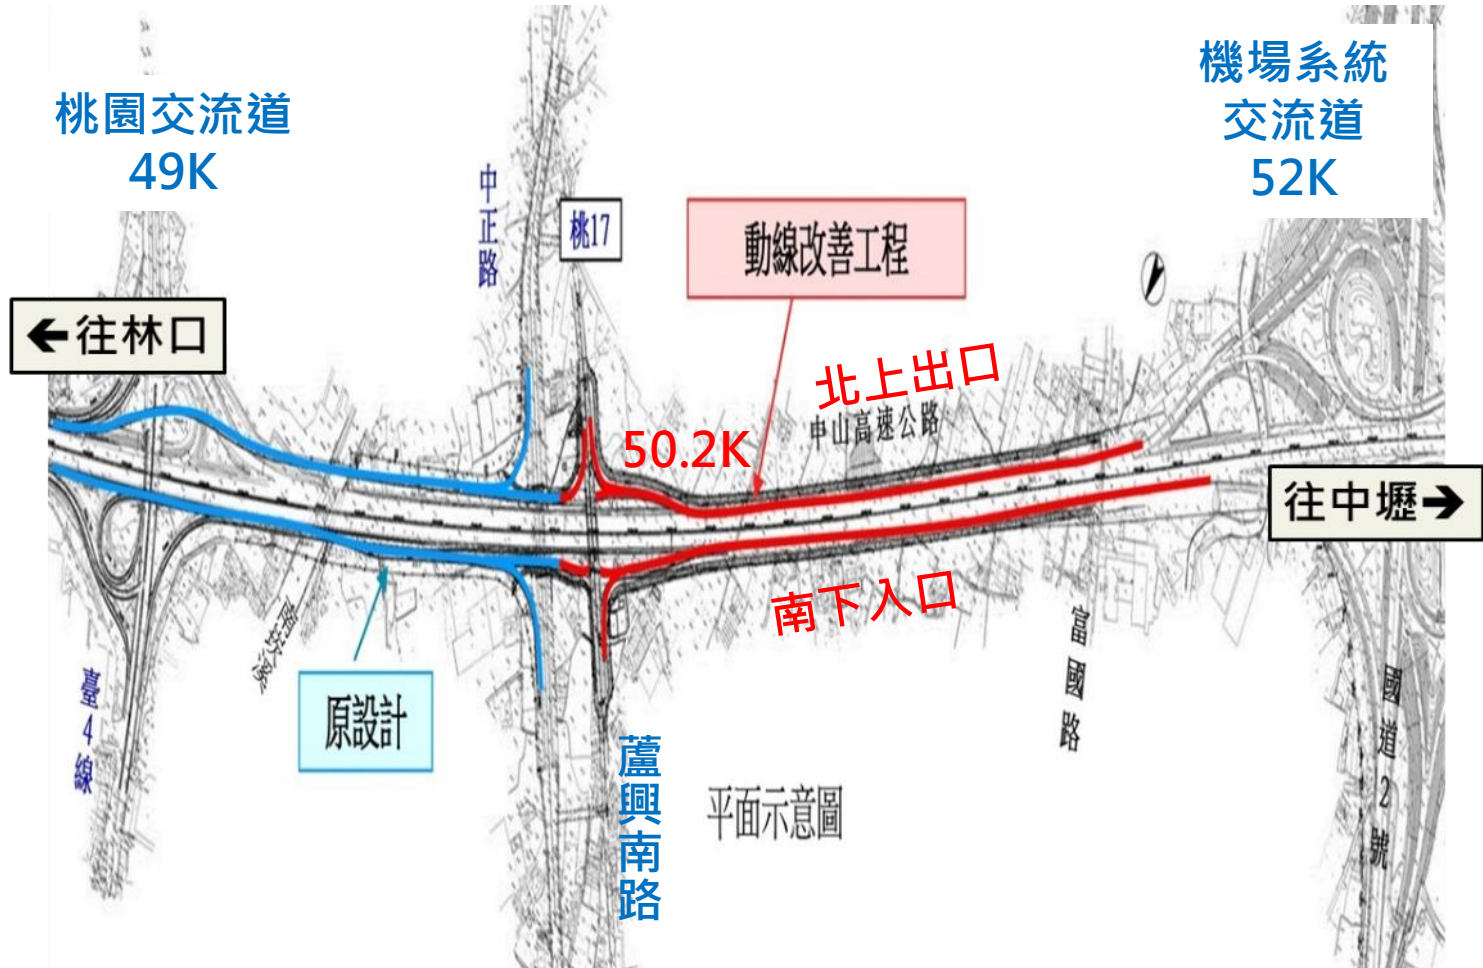 桃園交流道
49K
機場系統
交流道
52K
中正路
桃17
動線改善工程
←往林口
北上出口
50.2K
中山高速公路
往中壢→
南下入口
富國路
原設計
臺4線
國道2號
蘆興南路
平面示意圖